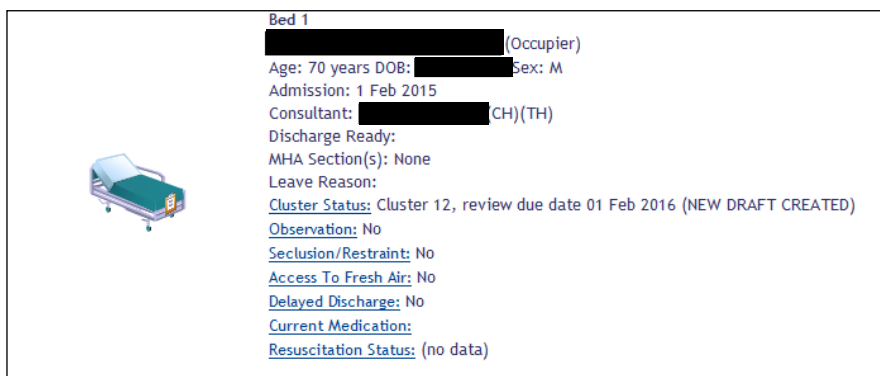 Bed 1
(Occupier)
Age: 70 years DOB: Sex: M
Admission: 1 Feb 2015
Consultant: (CH)(TH)
Discharge Ready:
MHA Section(s): None
Leave Reason:
Cluster Status: Cluster 12, review due date 01 Feb 2016 (NEW DRAFT CREATED)
Observation: No
Seclusion/Restraint: No
Access To Fresh Air: No
Delayed Discharge: No
Current Medication:
Resuscitation Status: (no data)